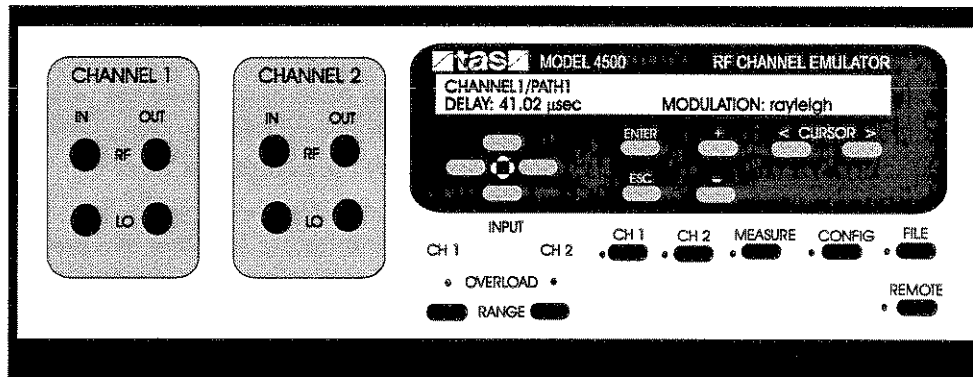 CHANNEL 1
IN OUT
RF
LO
CHANNEL 2
IN OUT
RF
LO
tas MODEL 4500 RF CHANNEL EMULATOR
CHANNEL1/PATH1
DELAY: 41.02 µsec MODULATION: rayleigh
ENTER + < CURSOR >
ESC −
INPUT
CH 1 CH 2
OVERLOAD
RANGE
CH 1 CH 2 MEASURE CONFIG FILE
REMOTE